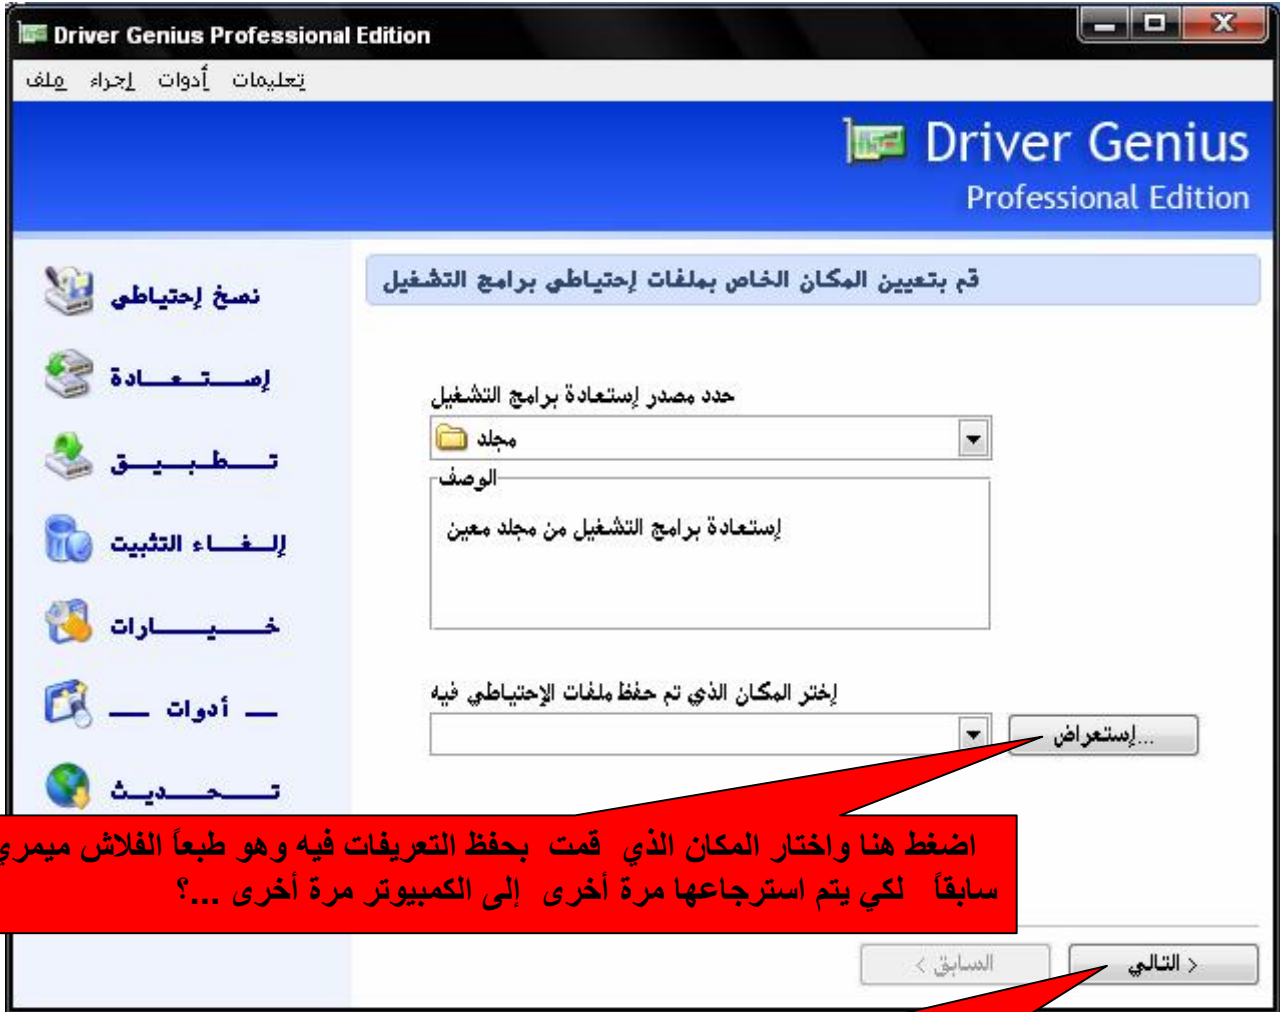 Driver Genius Professional Edition
ملف إجراء أدوات تعليمات
Driver Genius
Professional Edition
نسخ إحتياطي
إستعادة
تطبيق
إلغاء التثبيت
خيارات
أدوات
تحديث
قم بتعيين المكان الخاص بملفات إحتياطي برامج التشغيل
حدد مصدر إستعادة برامج التشغيل
مجلد
الوصف
إستعادة برامج التشغيل من مجلد معين
إختر المكان الذي تم حفظ ملفات الإحتياطي فيه
إستعراض...
اضغط هنا واختار المكان الذي قمت بحفظ التعريفات فيه وهو طبعاً الفلاش ميمري
سابقاً لكي يتم استرجاعها مرة أخرى إلى الكمبيوتر مرة أخرى ...؟
السابق >
< التالي